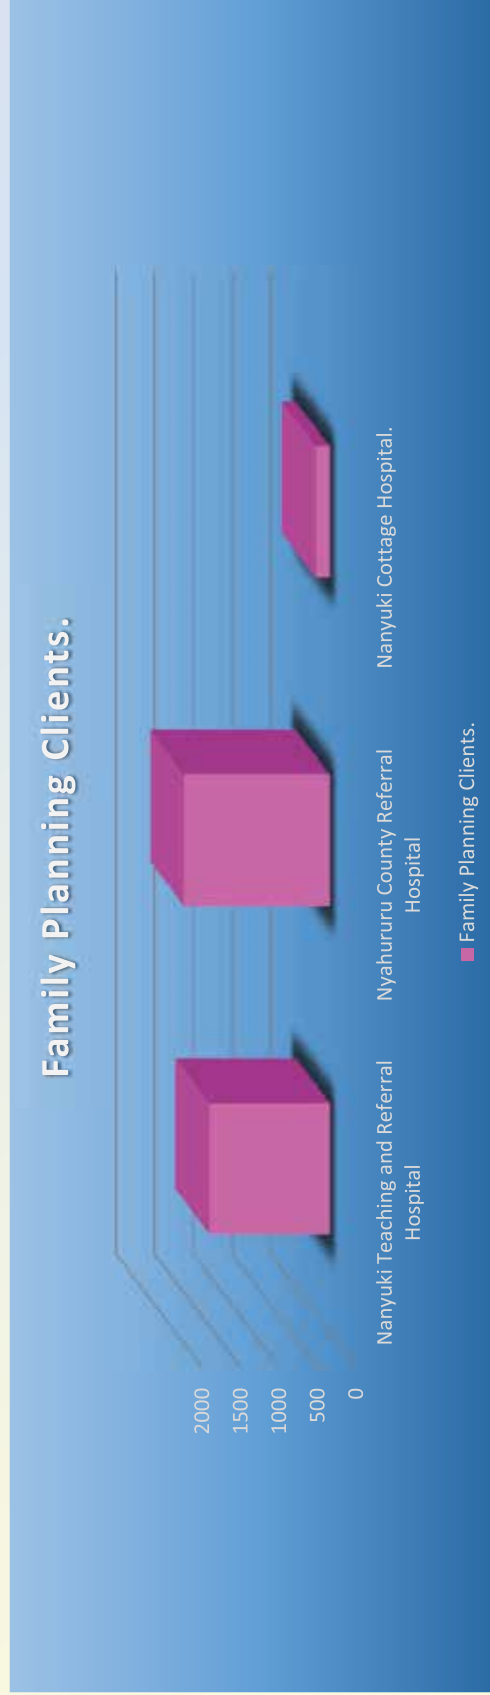 Family Planning Clients.
2000
1500
1000
500
0
Nanyuki Teaching and Referral
Hospital
Nyahururu County Referral
Hospital
Nanyuki Cottage Hospital.
Family Planning Clients.